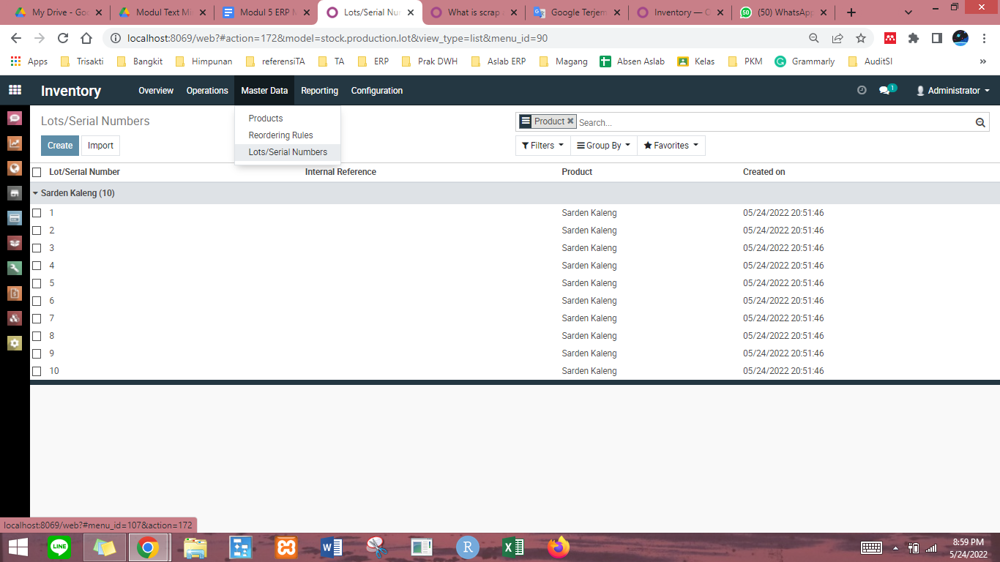 My Drive - Goo
Modul Text Mi
Modul 5 ERP M
Lots/Serial Nu
What is scrap
Google Terjem
Inventory — O
50 (50) WhatsApp
localhost:8069/web?#action=172&model=stock.production.lot&view_type=list&menu_id=90
Apps Trisakti Bangkit Himpunan referensiTA TA ERP Prak DWH Aslab ERP Magang Absen Aslab Kelas PKM Grammarly AuditSI »
Inventory Overview Operations Master Data Reporting Configuration 1 Administrator
Lots/Serial Numbers
Products
Reordering Rules
Lots/Serial Numbers
Product Search...
Create Import
Filters Group By Favorites
Lot/Serial Number Internal Reference Product Created on
Sarden Kaleng (10)
1 Sarden Kaleng 05/24/2022 20:51:46
2 Sarden Kaleng 05/24/2022 20:51:46
3 Sarden Kaleng 05/24/2022 20:51:46
4 Sarden Kaleng 05/24/2022 20:51:46
5 Sarden Kaleng 05/24/2022 20:51:46
6 Sarden Kaleng 05/24/2022 20:51:46
7 Sarden Kaleng 05/24/2022 20:51:46
8 Sarden Kaleng 05/24/2022 20:51:46
9 Sarden Kaleng 05/24/2022 20:51:46
10 Sarden Kaleng 05/24/2022 20:51:46
localhost:8069/web?#menu_id=107&action=172
LINE
8:59 PM
5/24/2022